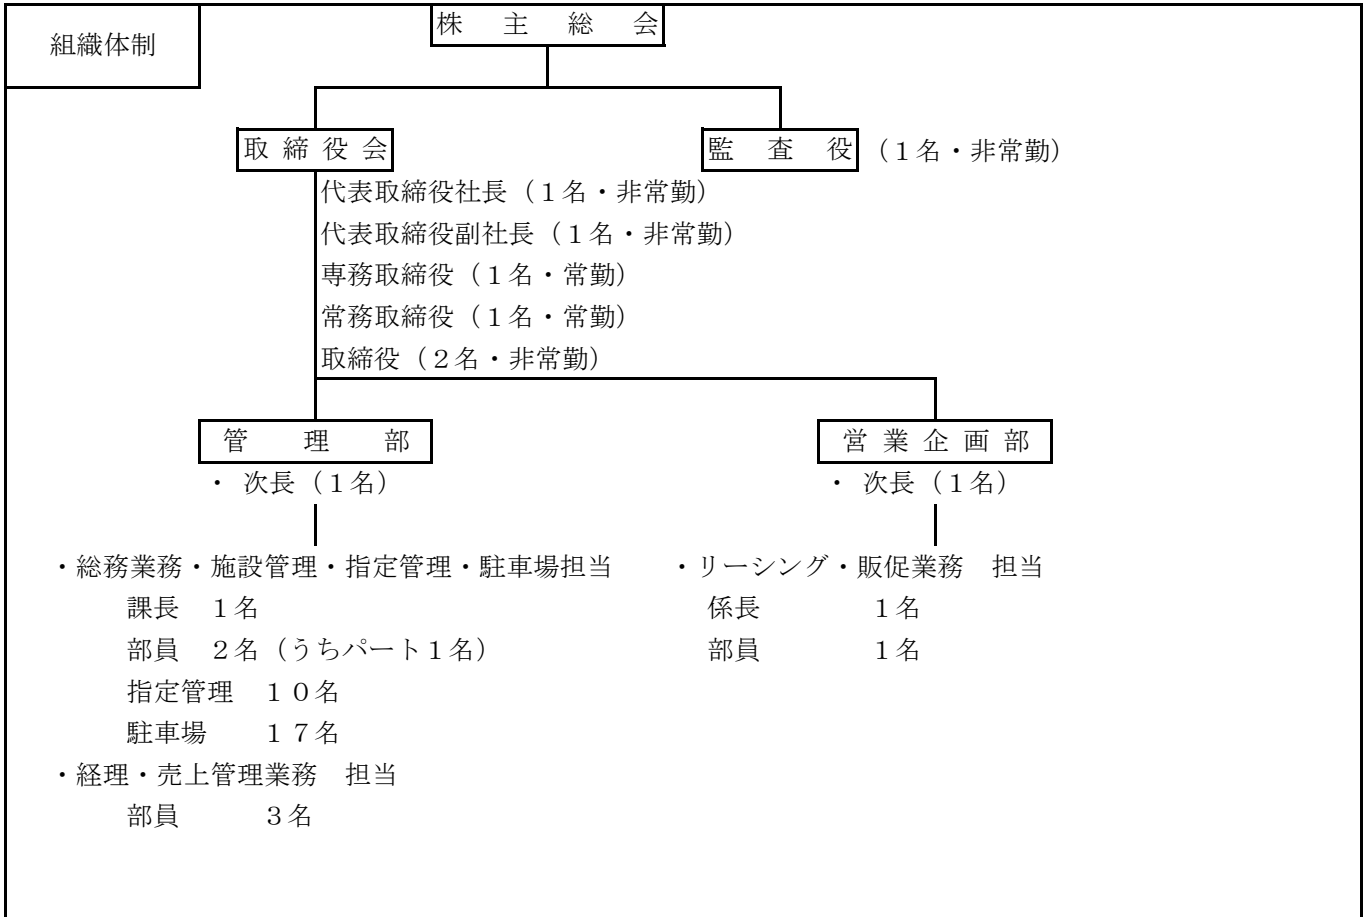 組織体制
株主総会
取締役会
監査役 (１名・非常勤)
代表取締役社長 (１名・非常勤)
代表取締役副社長 (１名・非常勤)
専務取締役 (１名・常勤)
常務取締役 (１名・常勤)
取締役 (２名・非常勤)
管理部
営業企画部
・ 次長 (１名)
・ 次長 (１名)
・総務業務・施設管理・指定管理・駐車場担当
課長　１名
部員　２名 (うちパート１名)
指定管理　１０名
駐車場　１７名
・経理・売上管理業務　担当
部員　３名
・リーシング・販促業務　担当
係長　１名
部員　１名